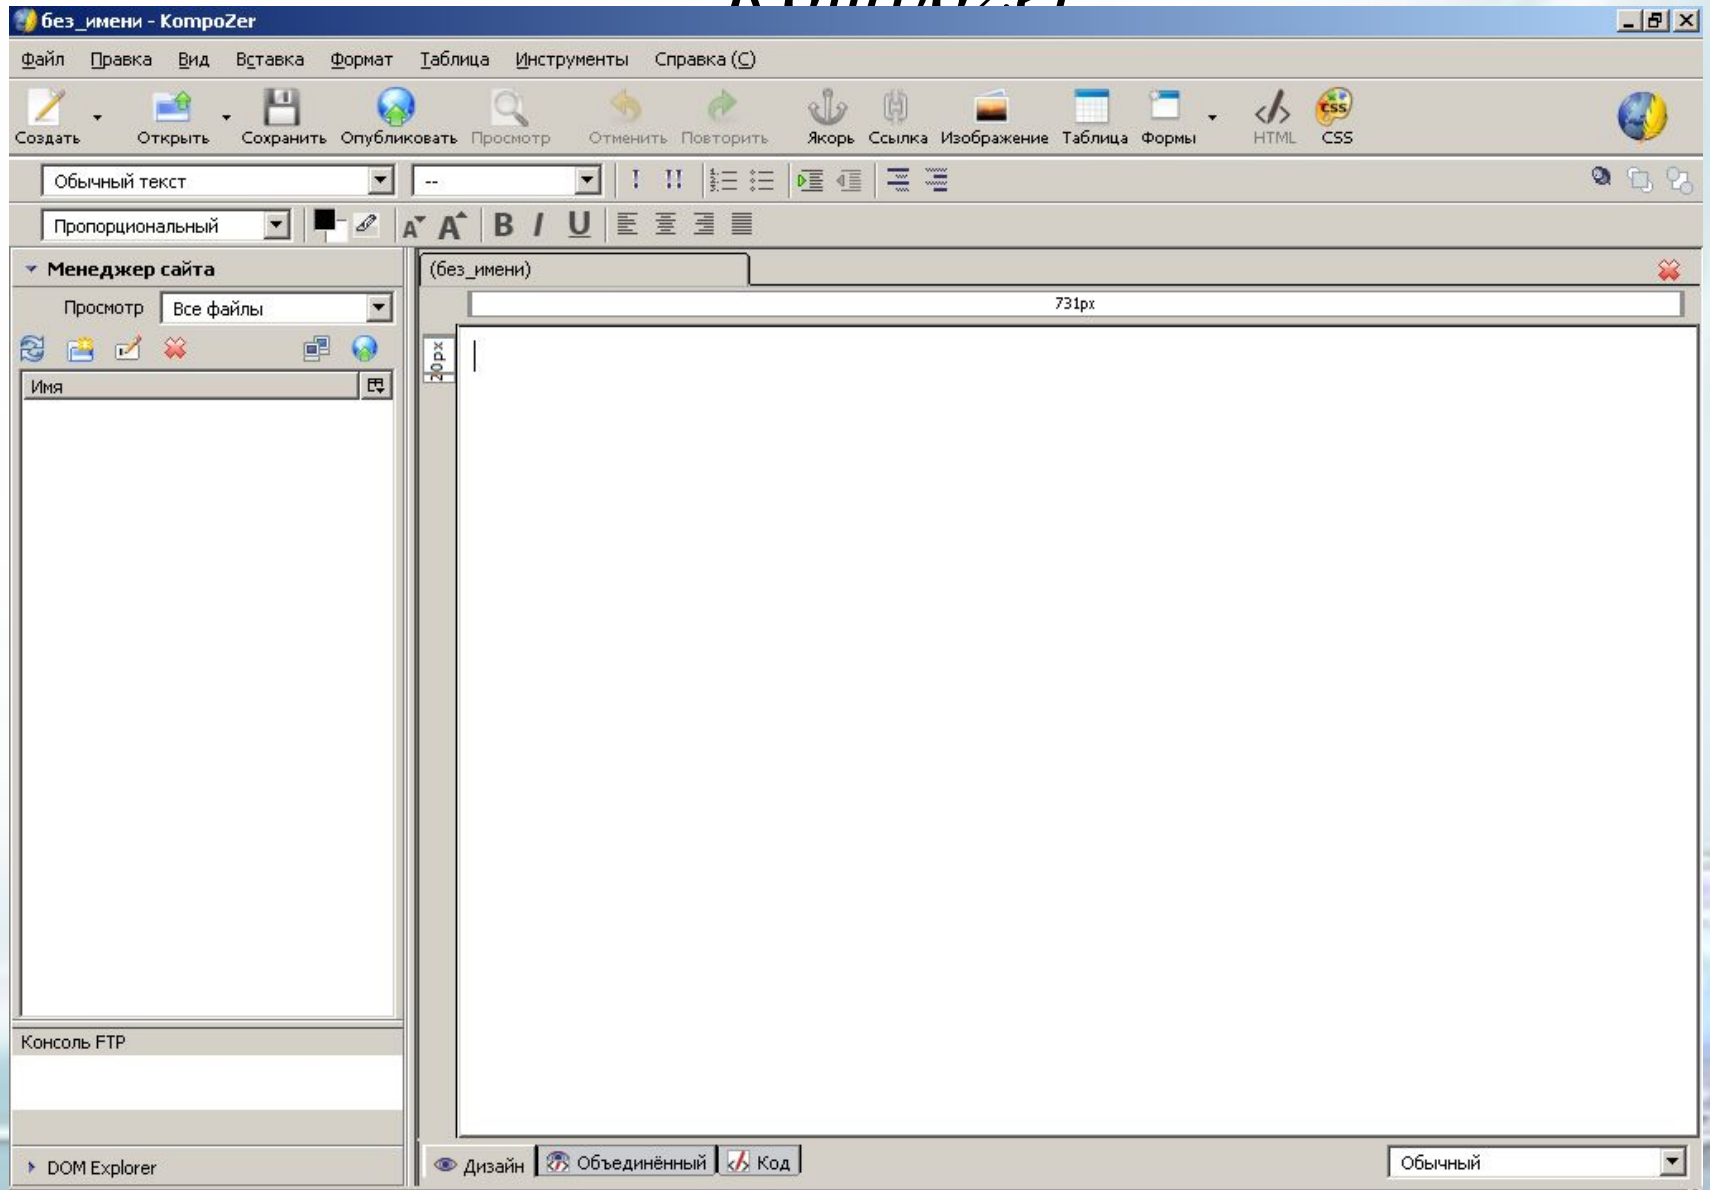 без_имени - KompoZer
Файл Правка Вид Вставка Формат Таблица Инструменты Справка (С)
Создать Открыть Сохранить Опубликовать Просмотр Отменить Повторить Якорь Ссылка Изображение Таблица Формы HTML CSS
Обычный текст --
Пропорциональный A A B I U
Менеджер сайта (без_имени)
Просмотр Все файлы 731px
Имя
Консоль FTP
DOM Explorer
Дизайн Объединённый Код Обычный